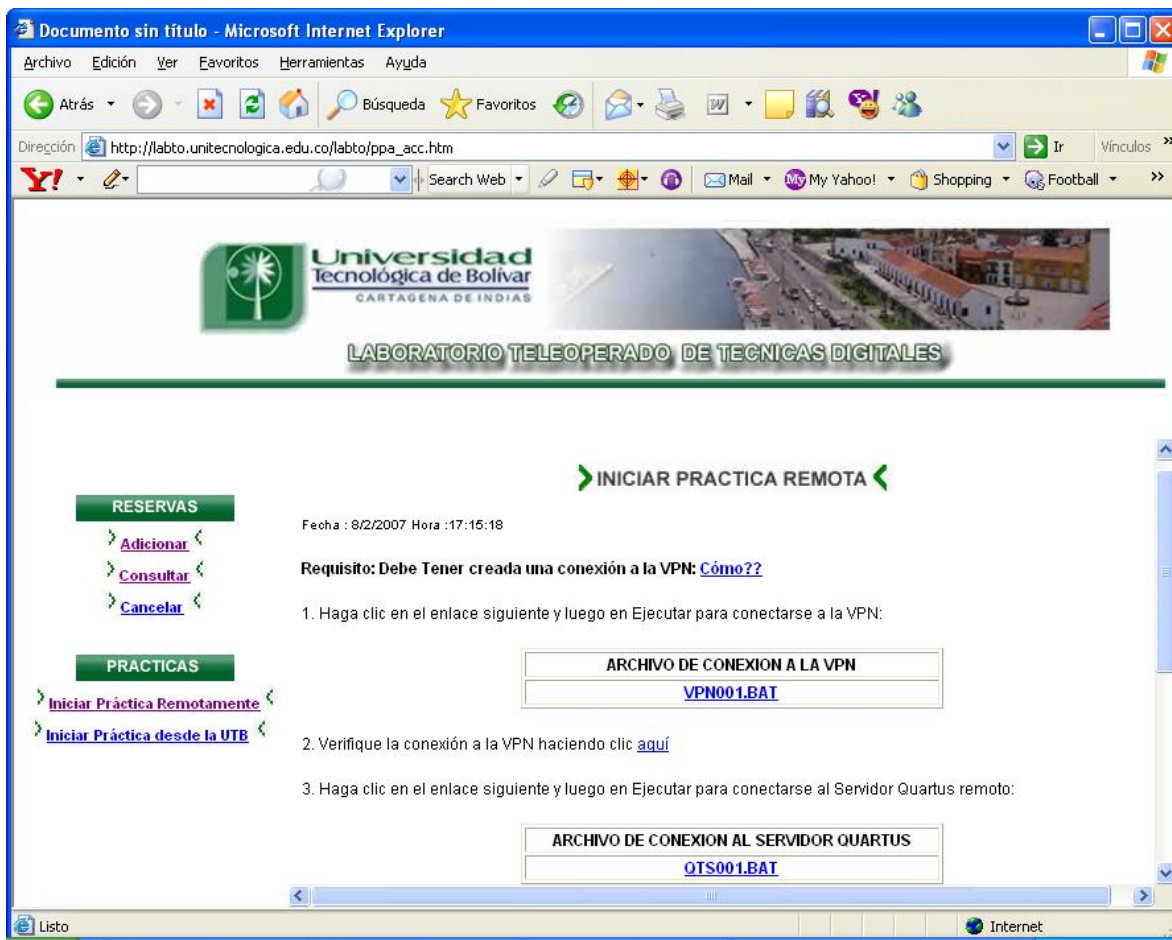 Documento sin título - Microsoft Internet Explorer
Archivo Edición Ver Favoritos Herramientas Ayuda
Atrás Búsqueda Favoritos
Dirección http://labto.unitecnologica.edu.co/labto/ppa_acc.htm Ir Vínculos »
Y! Search Web Mail My Yahoo! Shopping Football »
Universidad
Tecnológica de Bolívar
CARTAGENA DE INDIAS
LABORATORIO TELEOPERADO DE TECNICAS DIGITALES
INICIAR PRACTICA REMOTA
RESERVAS
Adicionar
Consultar
Cancelar
PRACTICAS
Iniciar Práctica Remotamente
Iniciar Práctica desde la UTB
Fecha : 8/2/2007 Hora :17:15:18
Requisito: Debe Tener creada una conexión a la VPN: Cómo??
1. Haga clic en el enlace siguiente y luego en Ejecutar para conectarse a la VPN:
ARCHIVO DE CONEXION A LA VPN
VPN001.BAT
2. Verifique la conexión a la VPN haciendo clic aquí
3. Haga clic en el enlace siguiente y luego en Ejecutar para conectarse al Servidor Quartus remoto:
ARCHIVO DE CONEXION AL SERVIDOR QUARTUS
QTS001.BAT
Listo Internet